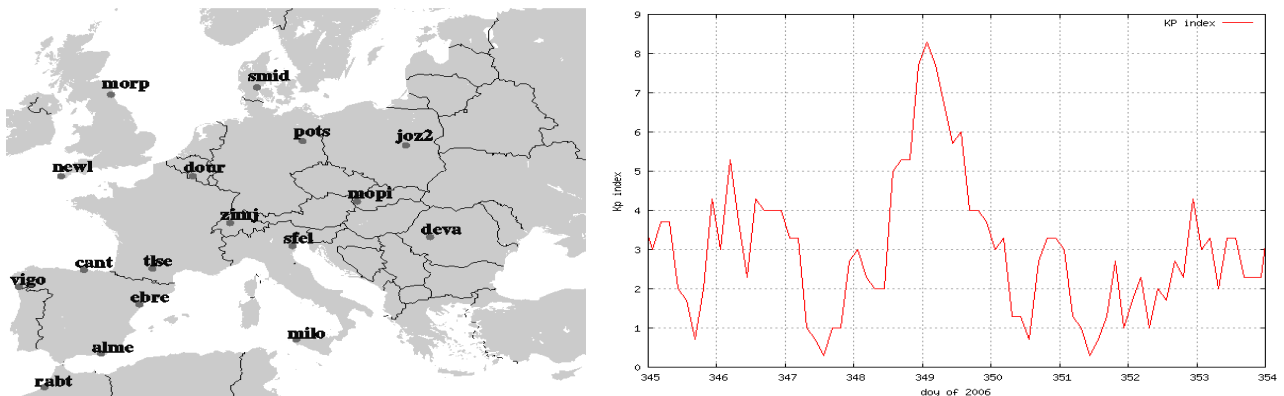 smid
morp
pots
joz2
newl
dour
mopi
zimj
deva
sfel
cant
tlse
vigo
ebre
milo
alme
rabt
KP index
9
8
7
6
5
4
3
2
1
0
Kp index
345 346 347 348 349 350 351 352 353 354
day of 2006